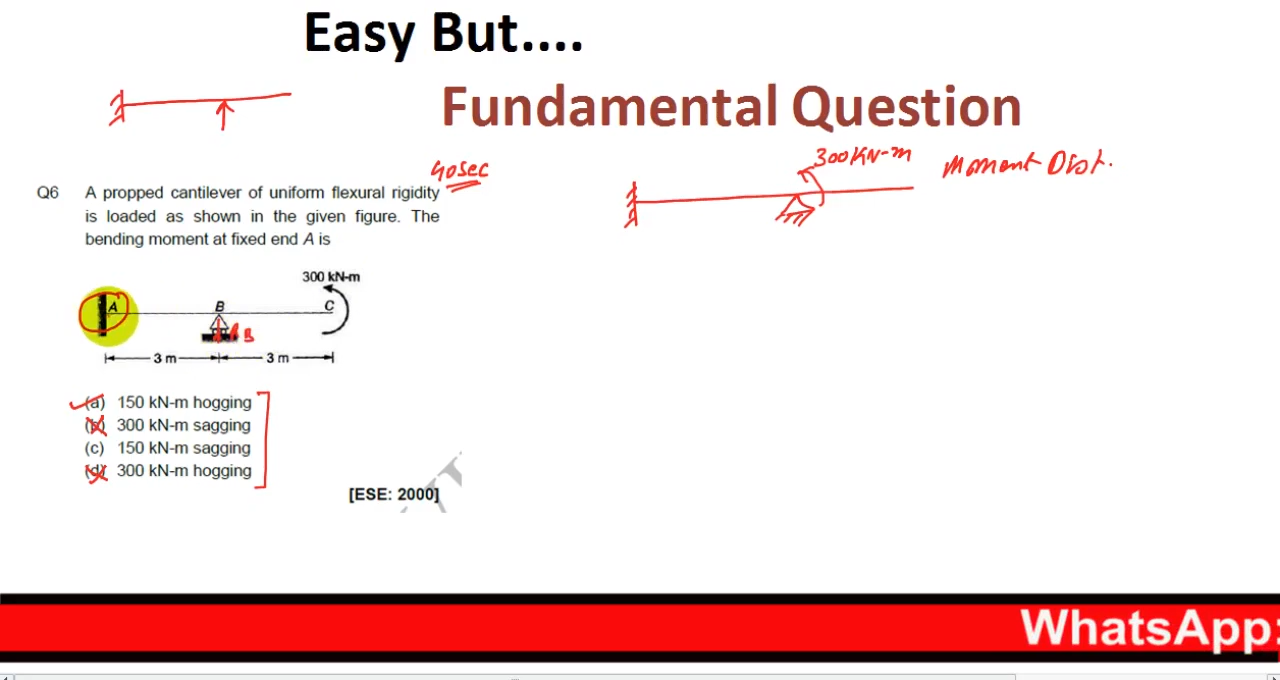 Easy But....
Fundamental Question
40sec
300KN-m
Moment Dist.
Q6 A propped cantilever of uniform flexural rigidity
is loaded as shown in the given figure. The
bending moment at fixed end A is
300 kN-m
A B C
B
3 m 3 m
(a) 150 kN-m hogging
(b) 300 kN-m sagging
(c) 150 kN-m sagging
(d) 300 kN-m hogging
[ESE: 2000]
WhatsApp: